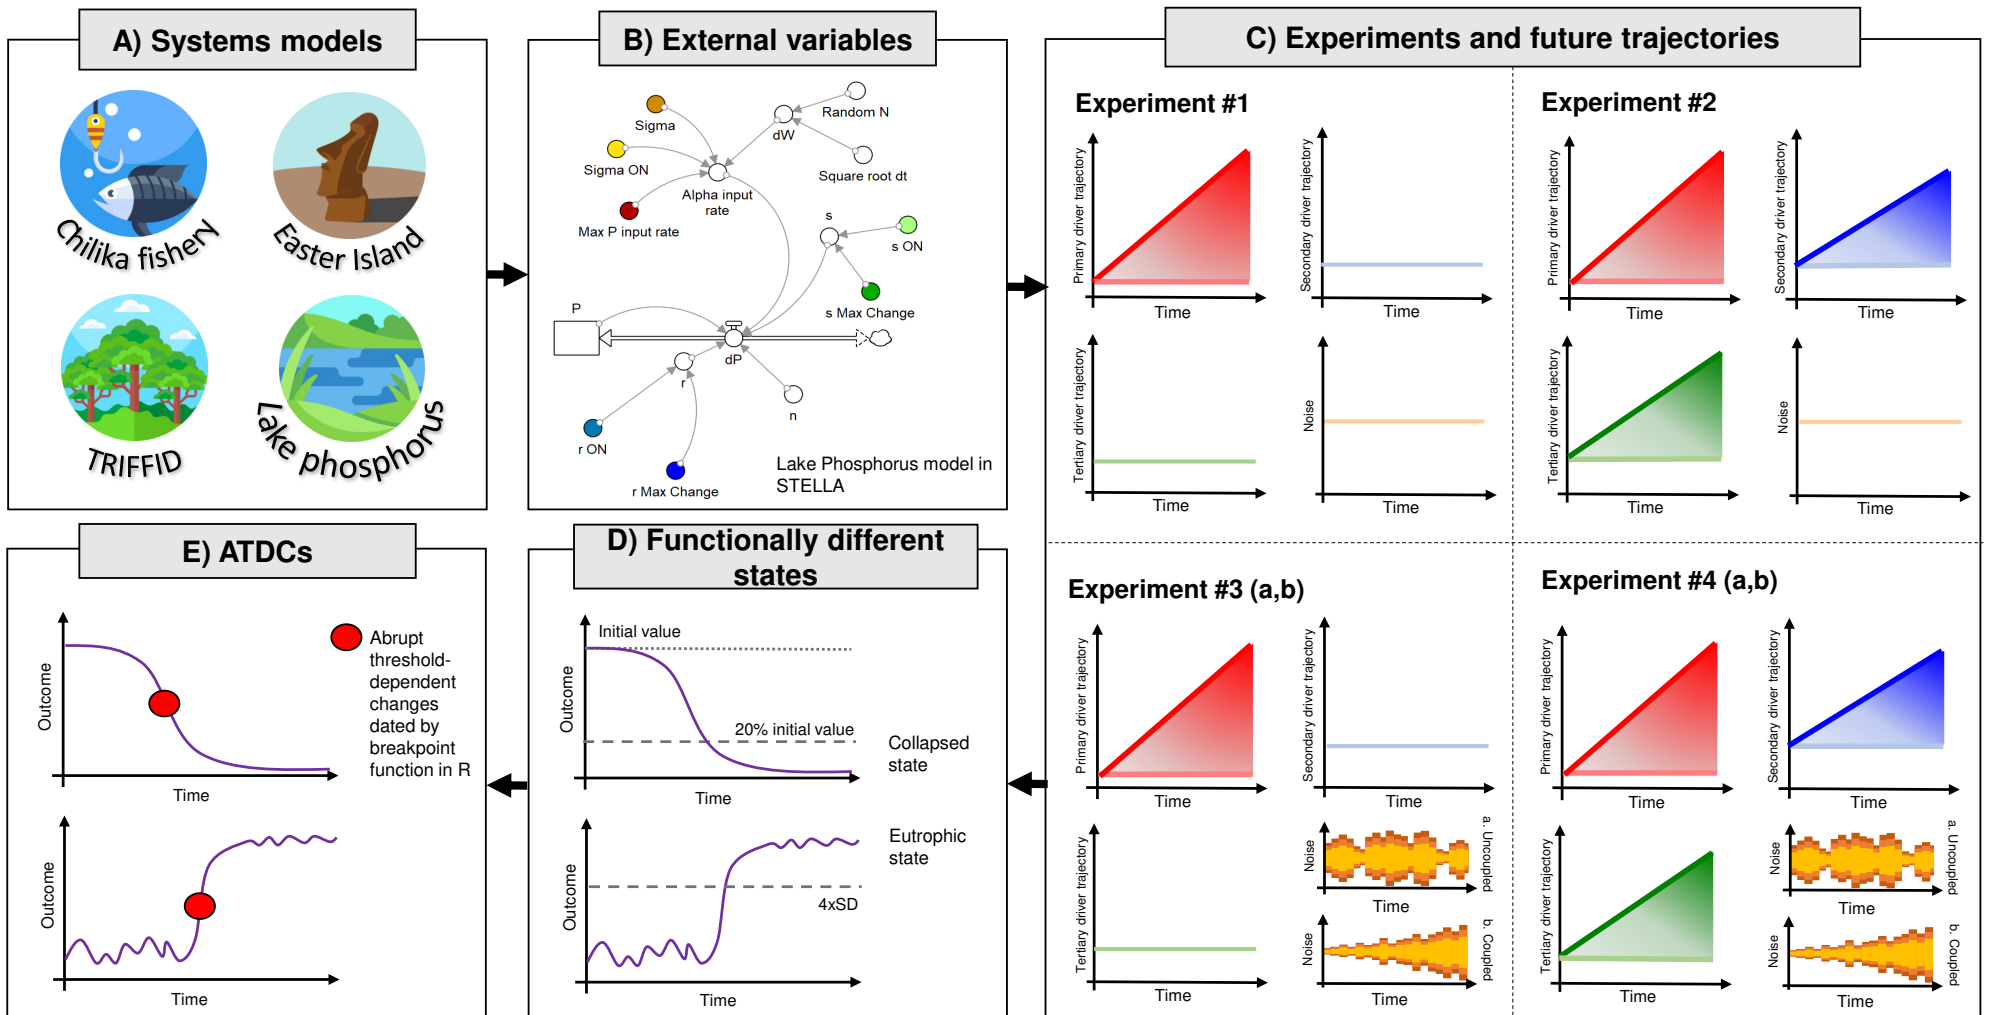 A) Systems models
Chilika fishery
Easter Island
TRIFFID
Lake phosphorus
B) External variables
Sigma
Random N
dW
Sigma ON
Square root dt
Alpha input
rate
Max P input rate
s
s ON
s Max Change
P
dP
r
n
r ON
r Max Change
Lake Phosphorus model in
STELLA
C) Experiments and future trajectories
Experiment #1
Primary driver trajectory
Time
Secondary driver trajectory
Time
Tertiary driver trajectory
Time
Noise
Time
Experiment #2
Primary driver trajectory
Time
Secondary driver trajectory
Time
Tertiary driver trajectory
Time
Noise
Time
Experiment #3 (a,b)
Primary driver trajectory
Time
Secondary driver trajectory
Time
Tertiary driver trajectory
Time
Noise
a. Uncoupled
Time
Noise
b. Coupled
Time
Experiment #4 (a,b)
Primary driver trajectory
Time
Secondary driver trajectory
Time
Tertiary driver trajectory
Time
Noise
a. Uncoupled
Time
Noise
b. Coupled
Time
D) Functionally different
states
Initial value
Outcome
20% initial value
Collapsed
state
Time
Outcome
Eutrophic
state
4xSD
Time
E) ATDCs
Outcome
Time
Abrupt
threshold-
dependent
changes
dated by
breakpoint
function in R
Outcome
Time